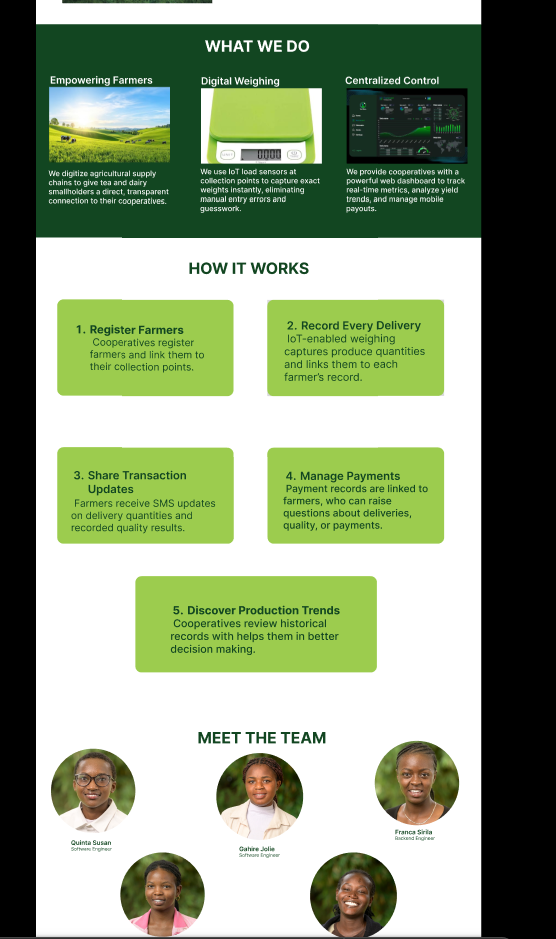 WHAT WE DO
Empowering Farmers
We digitize agricultural supply
chains to give tea and dairy
smallholders a direct, transparent
connection to their cooperatives.
Digital Weighing
We use IoT load sensors at
collection points to capture exact
weights instantly, eliminating
manual entry errors and
guesswork.
Centralized Control
We provide cooperatives with a
powerful web dashboard to track
real-time metrics, analyze yield
trends, and manage mobile
payouts.
HOW IT WORKS
1. Register Farmers
Cooperatives register
farmers and link them to
their collection points.
2. Record Every Delivery
IoT-enabled weighing
captures produce quantities
and links them to each
farmer's record.
3. Share Transaction
Updates
Farmers receive SMS updates
on delivery quantities and
recorded quality results.
4. Manage Payments
Payment records are linked to
farmers, who can raise
questions about deliveries,
quality, or payments.
5. Discover Production Trends
Cooperatives review historical
records with helps them in better
decision making.
MEET THE TEAM
Quinta Susan
Software Engineer
Gahire Jolie
Software Engineer
Franca Sirila
Backend Engineer